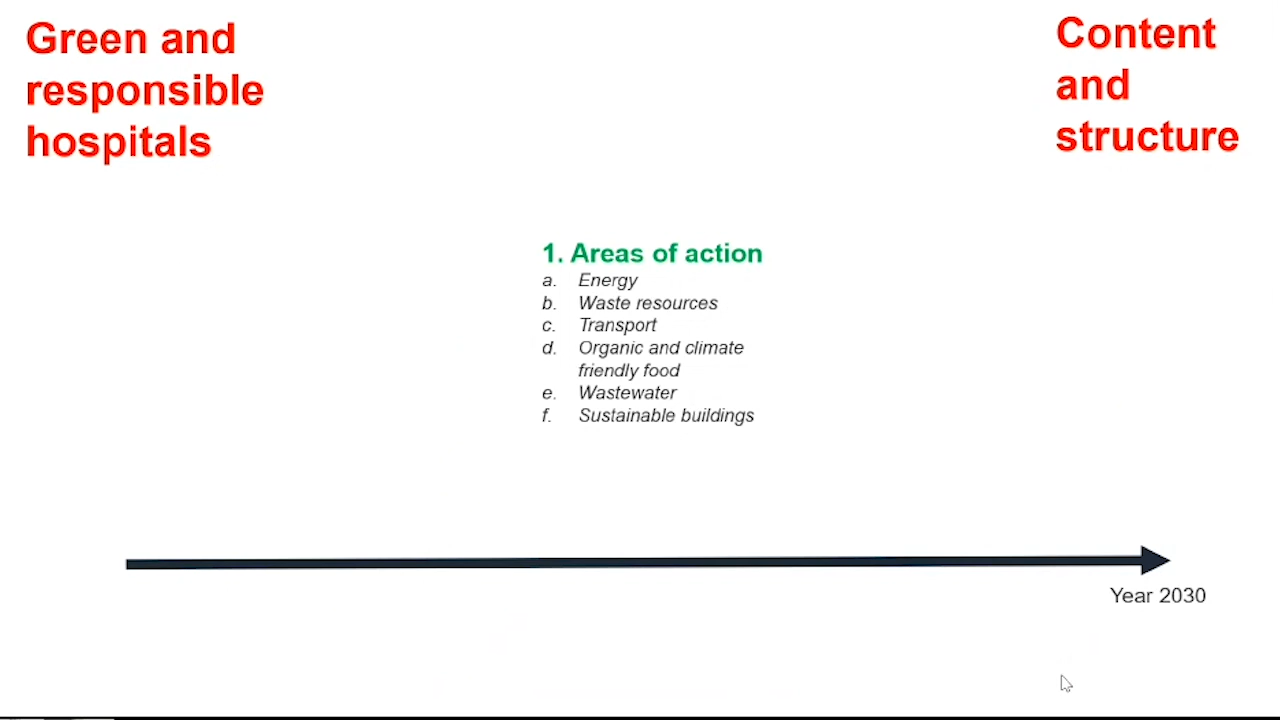 Green and
responsible
hospitals
Content
and
structure
1. Areas of action
a. Energy
b. Waste resources
c. Transport
d. Organic and climate
friendly food
e. Wastewater
f. Sustainable buildings
Year 2030